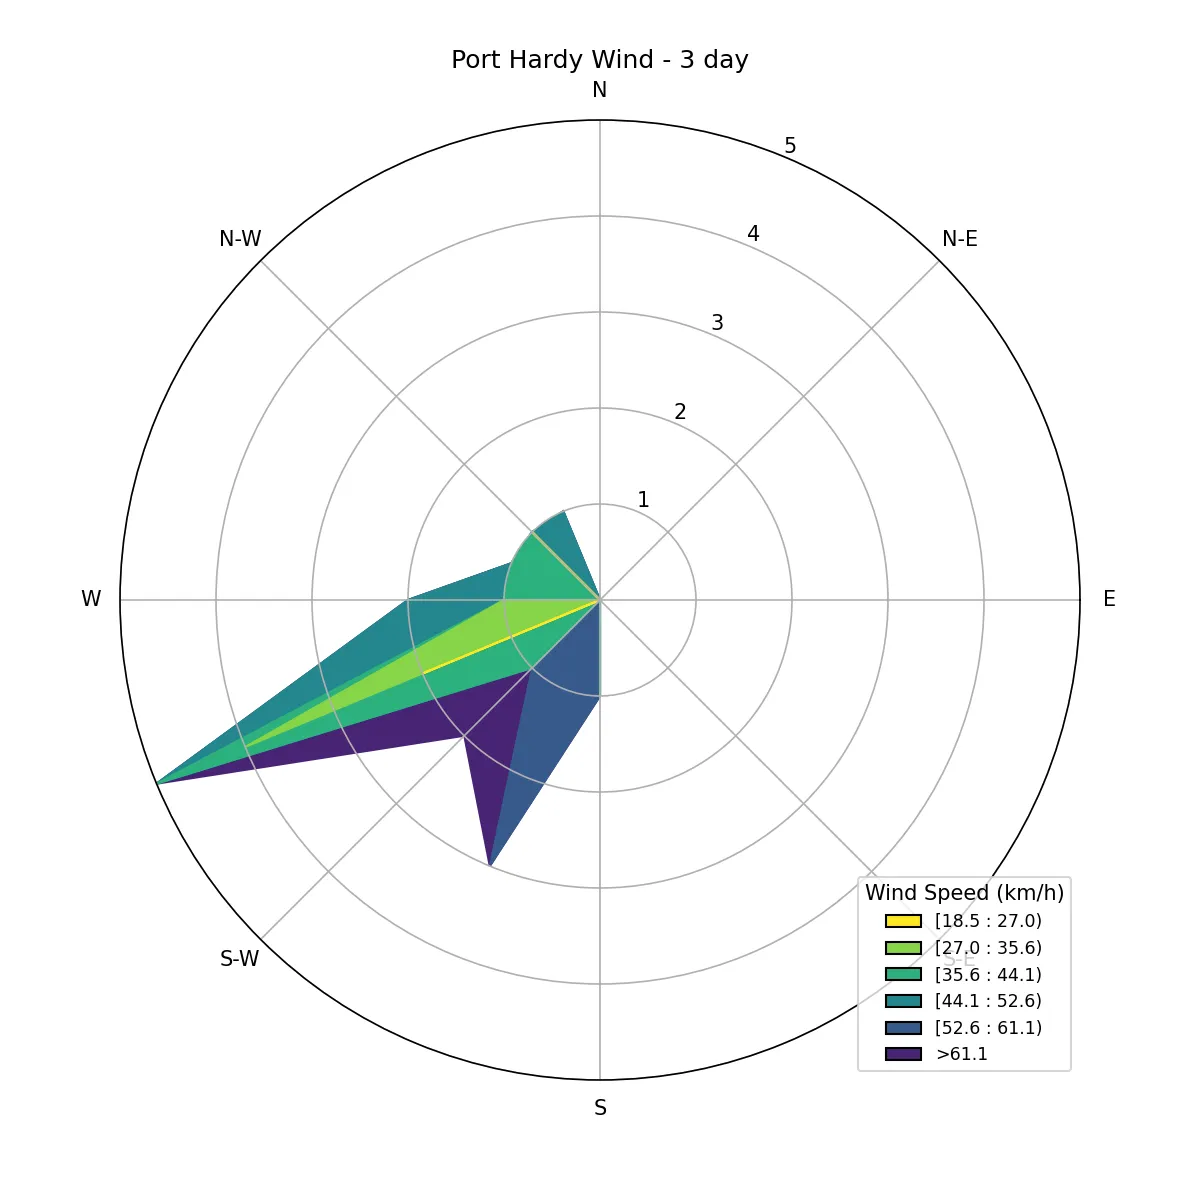 Port Hardy Wind - 3 day
N
5
N-W
4
N-E
3
2
1
W
E
S-W
S-E
S
Wind Speed (km/h)
[18.5 : 27.0)
[27.0 : 35.6)
[35.6 : 44.1)
[44.1 : 52.6)
[52.6 : 61.1)
>61.1